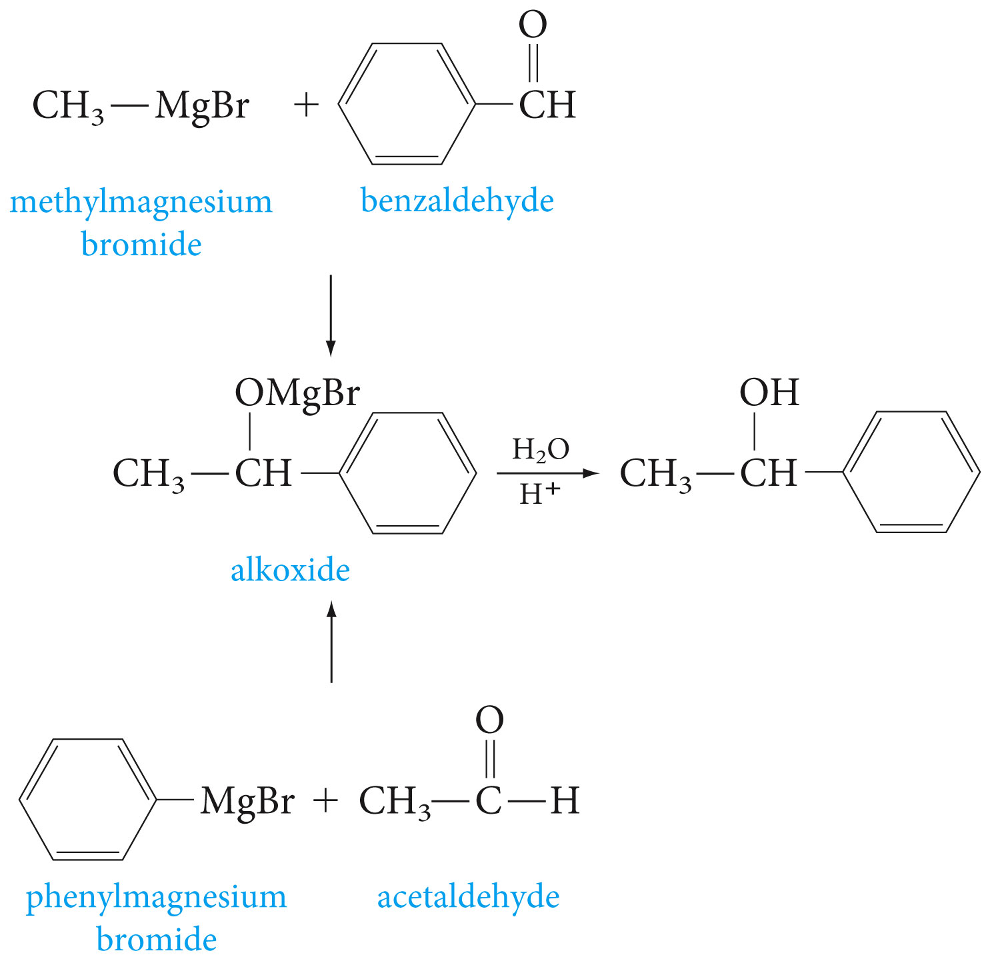 O
CH₃—MgBr + CH
methylmagnesium bromide
benzaldehyde
OMgBr
CH₃—CH
H₂O
H⁺
OH
CH₃—CH
alkoxide
O
MgBr + CH₃—C—H
phenylmagnesium bromide
acetaldehyde